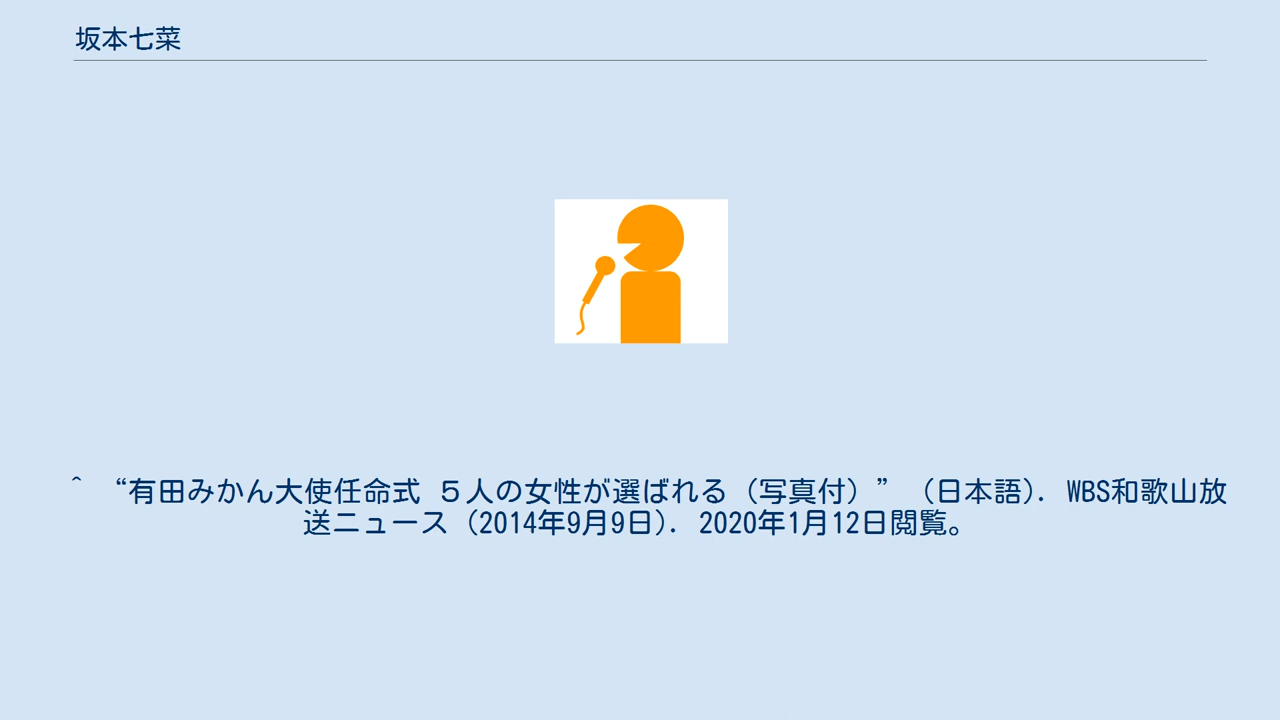 坂本七菜
^ “有田みかん大使任命式 ５人の女性が選ばれる（写真付）” （日本語）. WBS和歌山放
送ニュース (2014年9月9日). 2020年1月12日閲覧。